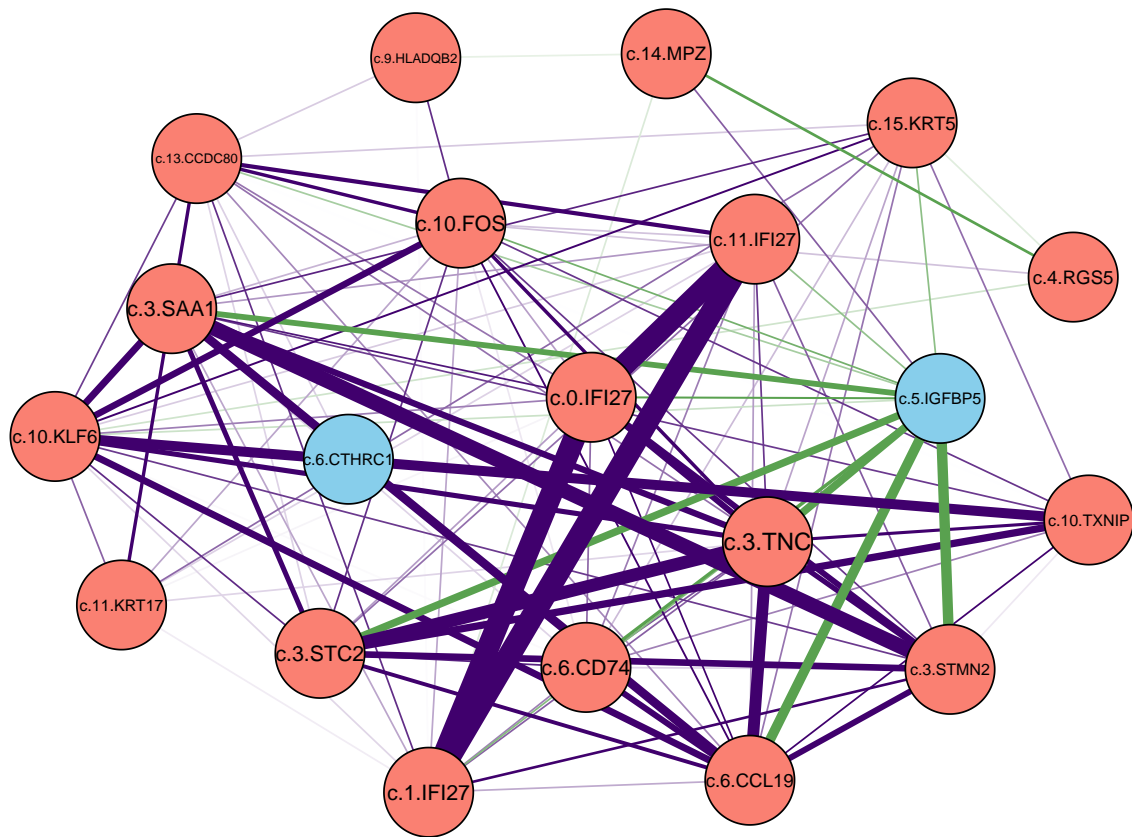 c.14.MPZ
c.9.HLADQB2
c.15.KRT5
c.13.CCDC80
c.10.FOS
c.11.IFI27
c.4.RGS5
c.3.SAA1
c.0.IFI27
c.5.IGFBP5
c.10.KLF6
c.6.CTHRC1
c.10.TXNIP
c.3.TNC
c.11.KRT17
c.3.STC2
c.6.CD74
c.3.STMN2
c.6.CCL19
c.1.IFI27